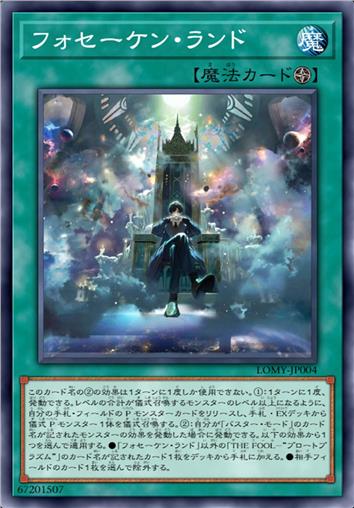 フォセーケン・ランド
魔
【魔法カード】
LOMY-JP004
このカード名の②の効果は1ターンに1度しか使用できない。①:1ターンに1度、
発動できる。レベルの合計が儀式召喚するモンスターのレベル以上になるように、
自分の手札・フィールドのPモンスターカードをリリースし、手札・EXデッキから
儀式Pモンスター1体を儀式召喚する。②:自分が「バスター・モード」のカード
名が記されたモンスターの効果を発動した場合に発動できる。以下の効果から1
つを選んで適用する。●「フォセーケン・ランド」以外の「THE FOOL－"プロートプ
ラズム"」のカード名が記されたカード1枚をデッキから手札に加える。●相手フィ
ールドのカード1枚を選んで除外する。
67201507